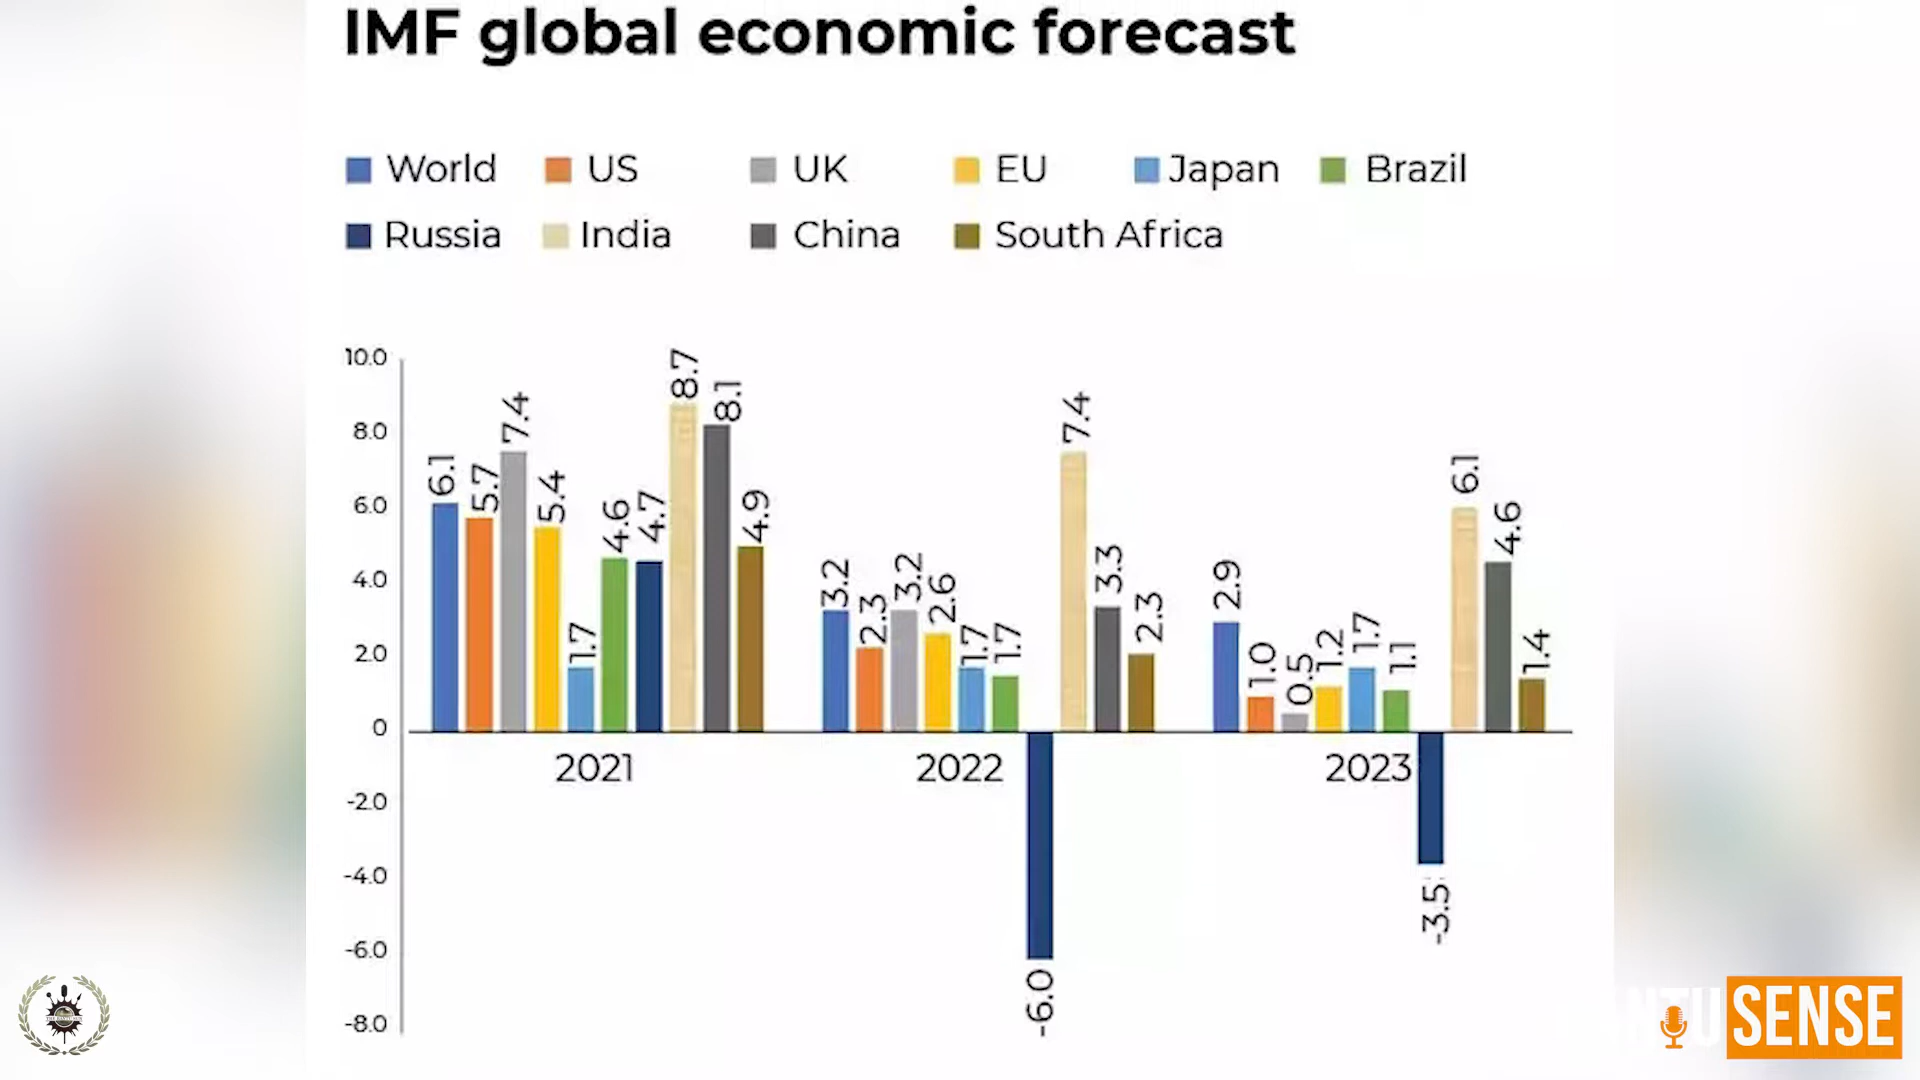 IMF global economic forecast
World US UK EU Japan Brazil
Russia India China South Africa
10.0
8.0
6.0
4.0
2.0
0
-2.0
-4.0
-6.0
-8.0
6.1 5.7 7.4 5.4 1.7 4.6 4.7 8.7 8.1 4.9
3.2 2.3 3.2 2.6 1.7 1.7 -6.0 7.4 3.3 2.3
2.9 1.0 0.5 1.2 1.7 1.1 -3.5 6.1 4.6 1.4
2021 2022 2023
SENSE